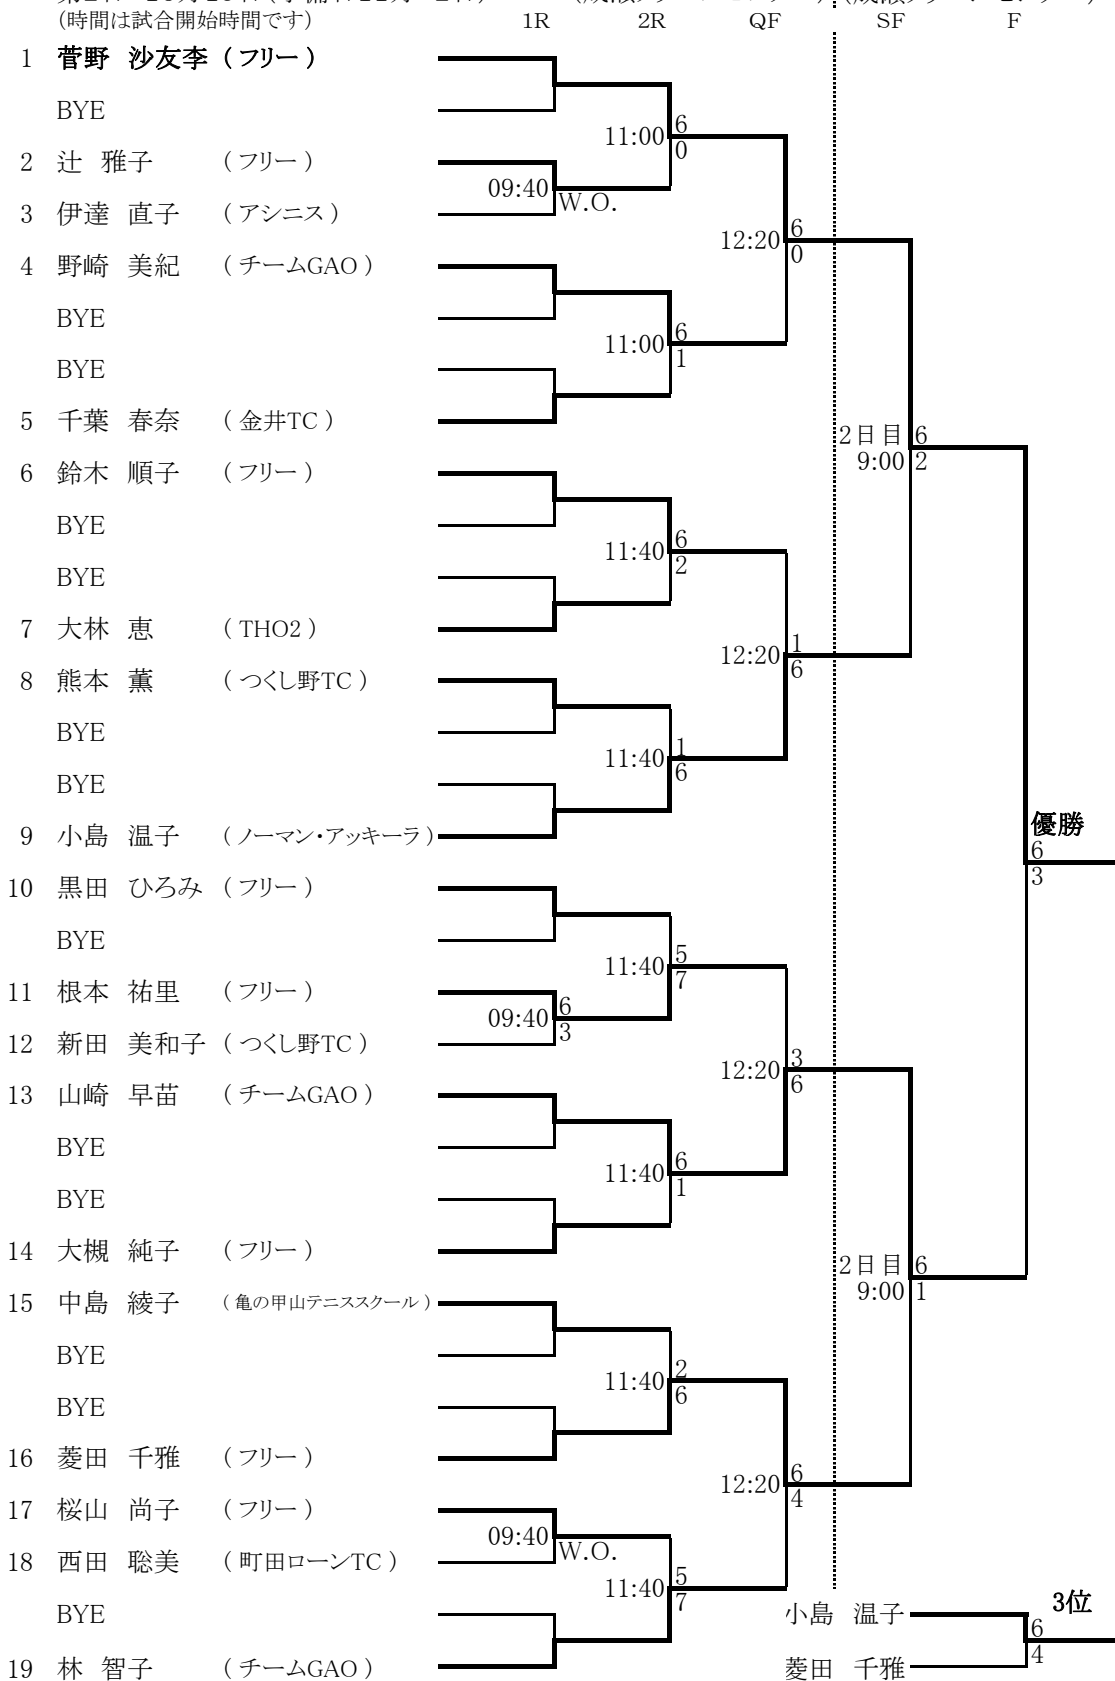 (時間は試合開始時間です) 1R 2R QF SF F
1 菅野 沙友李 ( フリー )
BYE
11:00 6
0
2 辻 雅子 ( フリー )
09:40 W.O.
3 伊達 直子 ( アシニス )
12:20 6
0
4 野崎 美紀 ( チームGAO )
BYE
11:00 6
1
BYE
5 千葉 春奈 ( 金井TC )
2日目 6
9:00 2
6 鈴木 順子 ( フリー )
BYE
11:40 6
2
BYE
7 大林 恵 ( THO2 )
12:20 1
6
8 熊本 薫 ( つくし野TC )
BYE
11:40 1
6
BYE
9 小島 温子 ( ノーマン・アッキーラ )
優勝
6
3
10 黒田 ひろみ ( フリー )
BYE
11:40 5
7
11 根本 祐里 ( フリー )
09:40 6
3
12 新田 美和子 ( つくし野TC )
12:20 3
6
13 山崎 早苗 ( チームGAO )
BYE
11:40 6
1
BYE
14 大槻 純子 ( フリー )
2日目 6
9:00 1
15 中島 綾子 ( 亀の甲山テニススクール )
BYE
11:40 2
6
BYE
16 菱田 千雅 ( フリー )
12:20 6
4
17 桜山 尚子 ( フリー )
09:40 W.O.
18 西田 聡美 ( 町田ローンTC )
11:40 5
7
BYE
19 林 智子 ( チームGAO )
小島 温子
3位
6
4
菱田 千雅